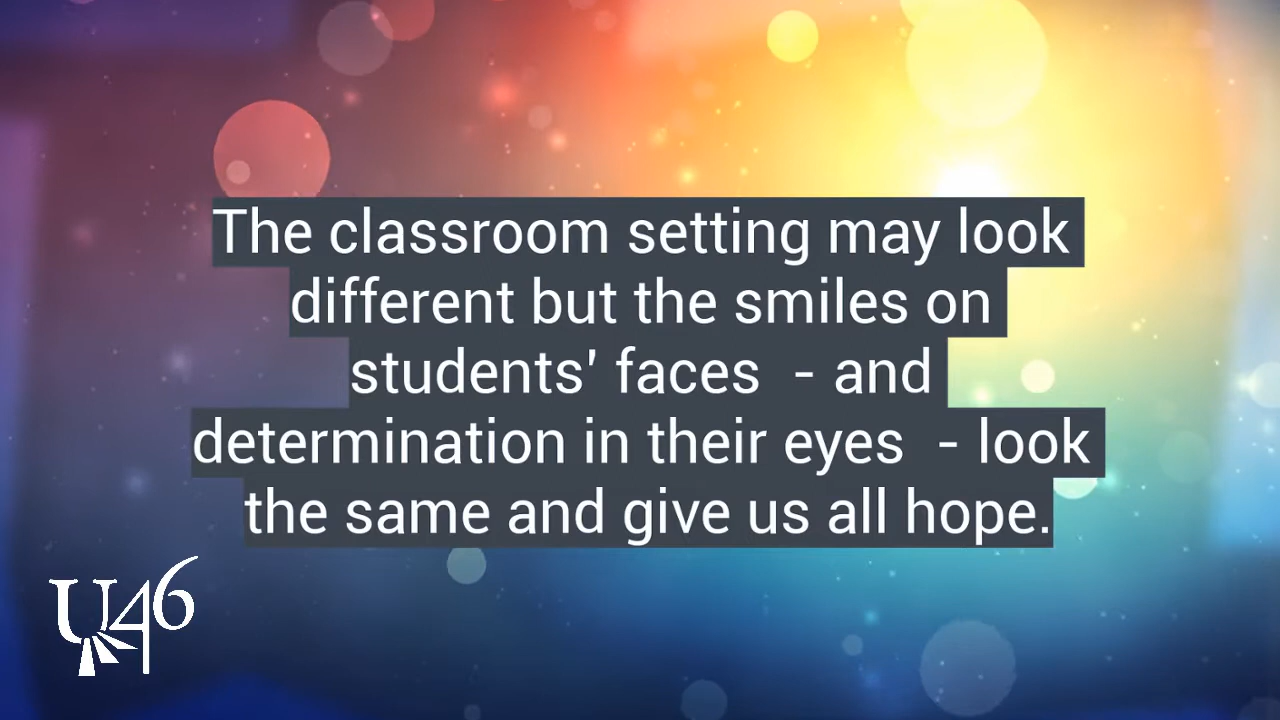 The classroom setting may look
different but the smiles on
students' faces  - and
determination in their eyes  - look
the same and give us all hope.
U46